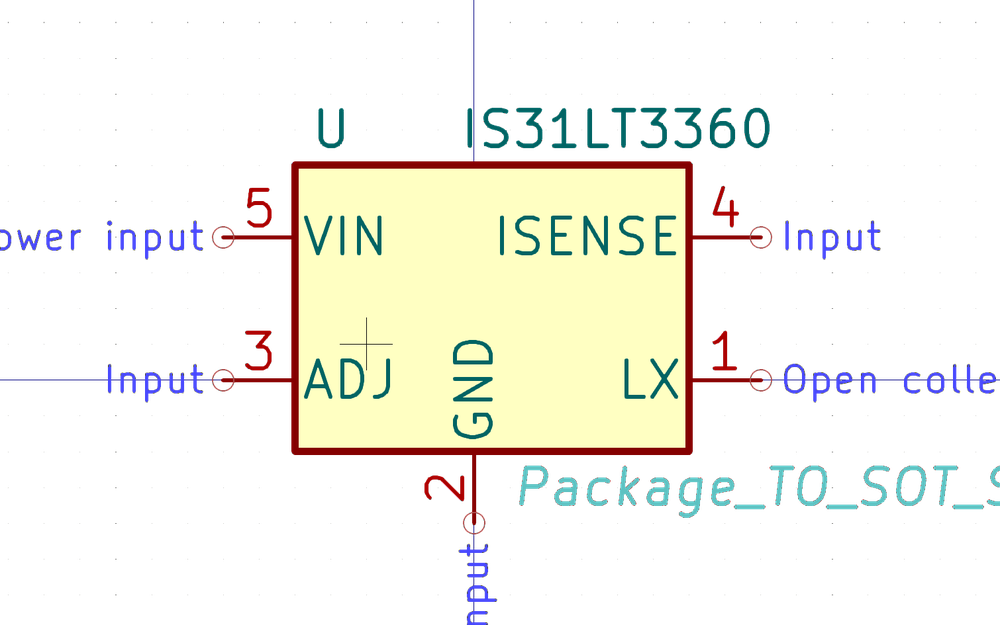 U IS31LT3360
5 4
ower input VIN ISENSE Input
3 1
Input ADJ LX Open colle
GND
2
Package_TO_SOT_S
nput